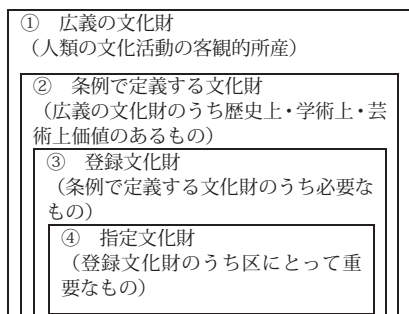 ① 広義の文化財
（人類の文化活動の客観的所産）
② 条例で定義する文化財
（広義の文化財のうち歴史上・学術上・芸
術上価値のあるもの）
③ 登録文化財
（条例で定義する文化財のうち必要な
もの）
④ 指定文化財
（登録文化財のうち区にとって重
要なもの）